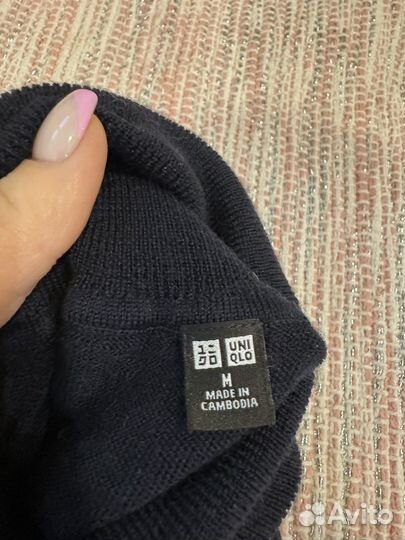 ユニ UNI
クロ QLO
M
MADE IN
CAMBODIA
Avito